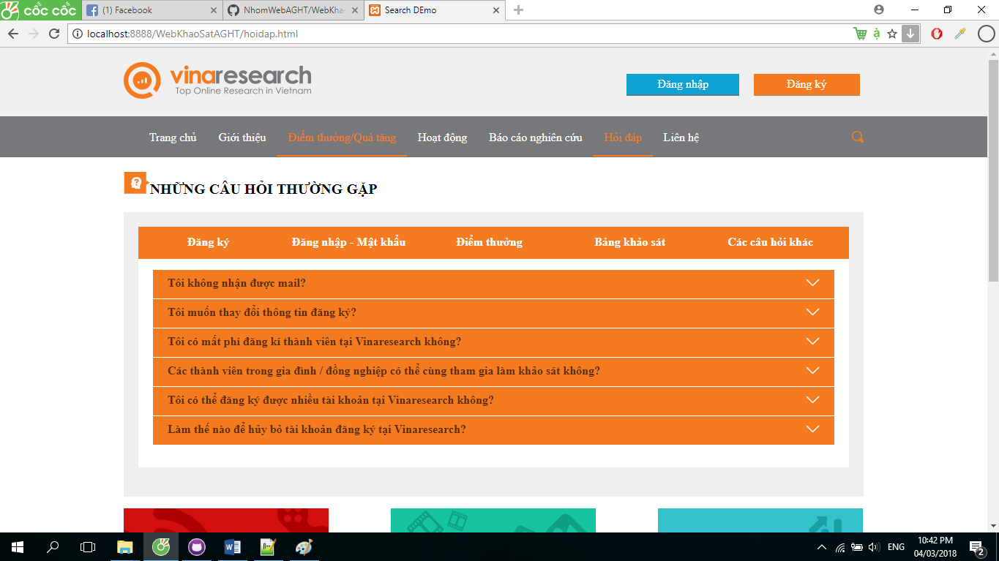 cốc cốc
(1) Facebook
NhomWebAGHT/WebKha
Search DEmo
localhost:8888/WebKhaoSatAGHT/hoidap.html
vinaresearch
Top Online Research in Vietnam
Đăng nhập
Đăng ký
Trang chủ
Giới thiệu
Điểm thưởng/Quà tặng
Hoạt động
Báo cáo nghiên cứu
Hỏi đáp
Liên hệ
NHỮNG CÂU HỎI THƯỜNG GẶP
Đăng ký
Đăng nhập - Mật khẩu
Điểm thưởng
Bảng khảo sát
Các câu hỏi khác
Tôi không nhận được mail?
Tôi muốn thay đổi thông tin đăng ký?
Tôi có mất phí đăng kí thành viên tại Vinaresearch không?
Các thành viên trong gia đình / đồng nghiệp có thể cùng tham gia làm khảo sát không?
Tôi có thể đăng ký được nhiều tài khoản tại Vinaresearch không?
Làm thế nào để hủy bỏ tài khoản đăng ký tại Vinaresearch?
ENG
10:42 PM
04/03/2018
2